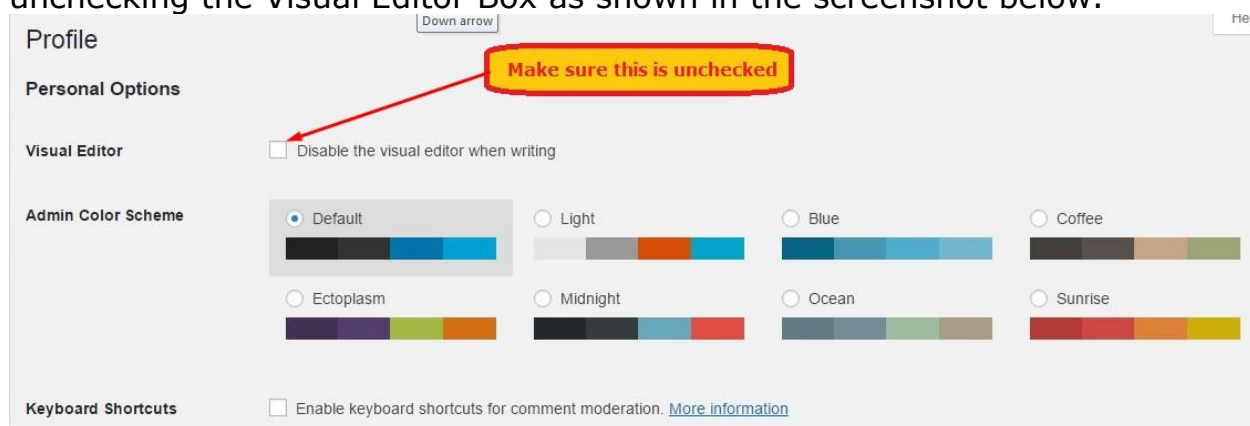 unchecking the Visual Editor Box as shown in the screenshot below.
Down arrow
He
Profile
Make sure this is unchecked
Personal Options
Visual Editor
Disable the visual editor when writing
Admin Color Scheme
Default
Light
Blue
Coffee
Ectoplasm
Midnight
Ocean
Sunrise
Keyboard Shortcuts
Enable keyboard shortcuts for comment moderation. More information